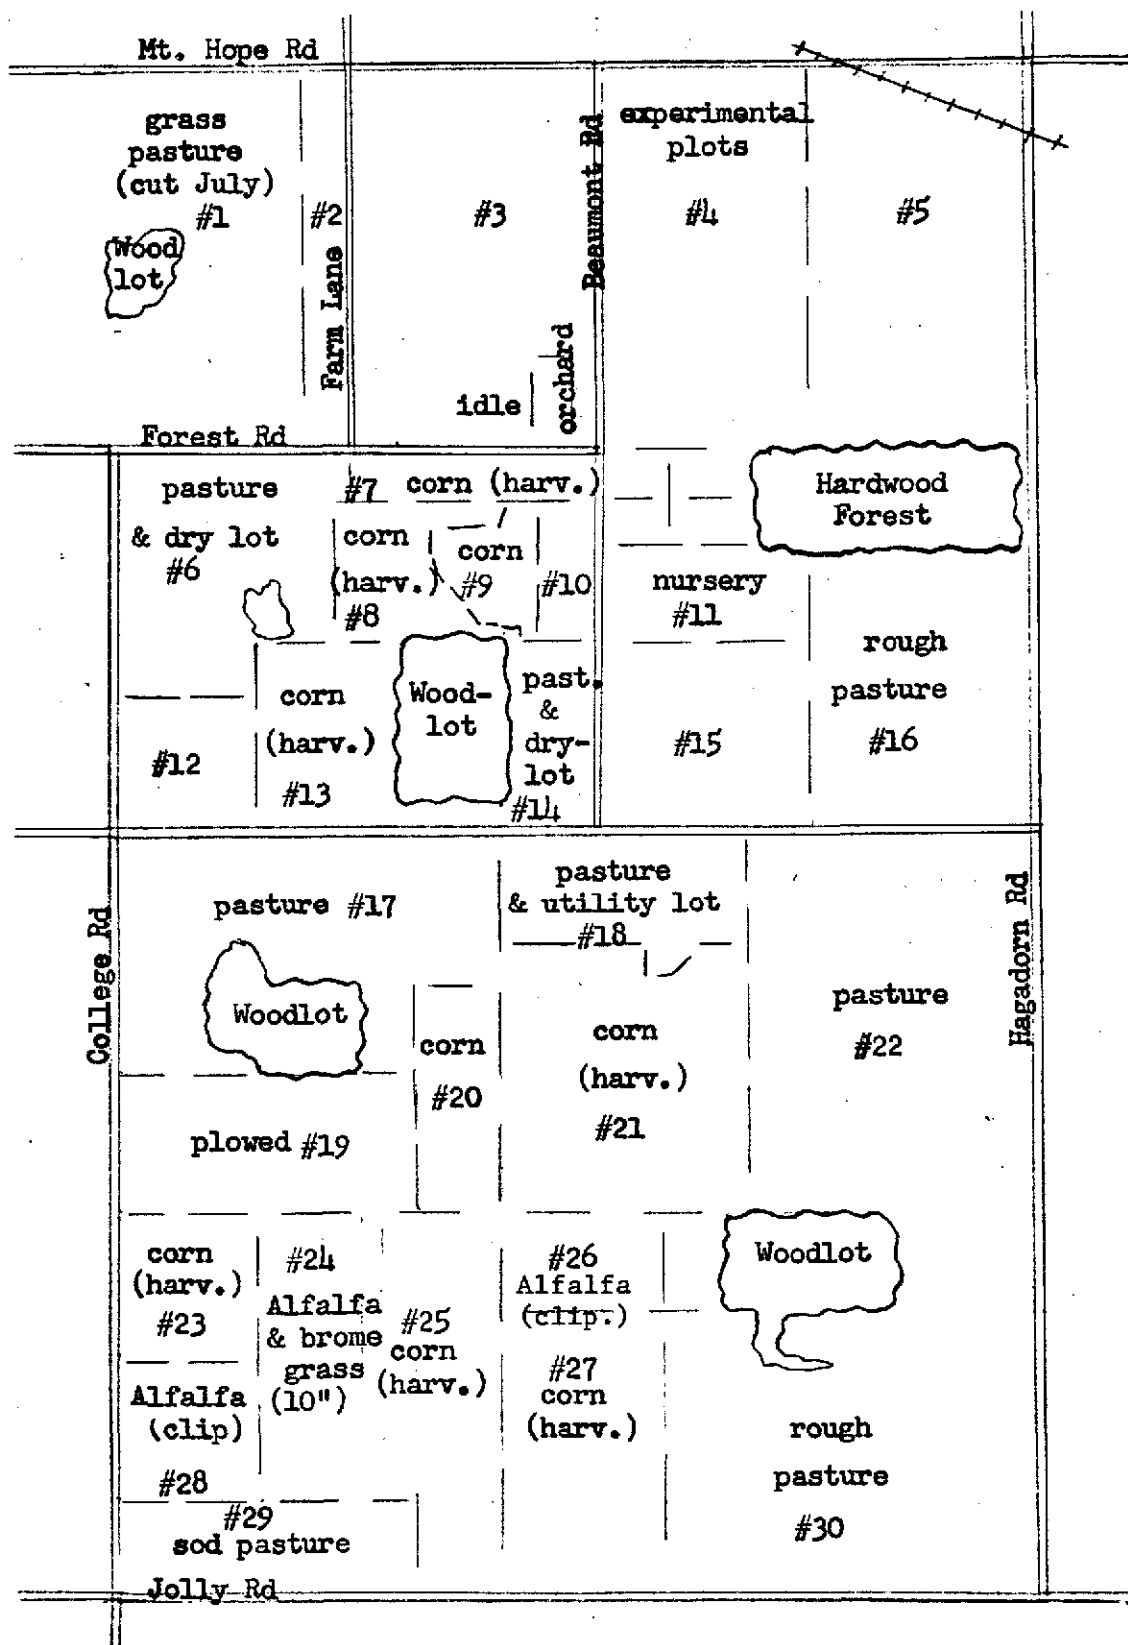 Mt. Hope Rd
grass
pasture
(cut July)
#1
Wood
lot
#2
Farm Lane
#3
idle
orchard
Beaumont Rd
experimental
plots
#4
#5
Forest Rd
pasture
& dry lot
#6
#7 corn (harv.)
corn
(harv.)
#8
corn
#9
#10
Hardwood
Forest
nursery
#11
rough
pasture
#16
#12
corn
(harv.)
#13
Wood-
lot
past.
&
dry-
lot
#14
#15
College Rd
pasture #17
pasture
& utility lot
#18
Hagadorn Rd
Woodlot
corn
#20
corn
(harv.)
#21
pasture
#22
plowed #19
corn
(harv.)
#23
#24
Alfalfa
& brome
grass
(10")
#25
corn
(harv.)
#26
Alfalfa
(clip.)
#27
corn
(harv.)
Woodlot
Alfalfa
(clip)
#28
rough
pasture
#30
#29
sod pasture
Jolly Rd